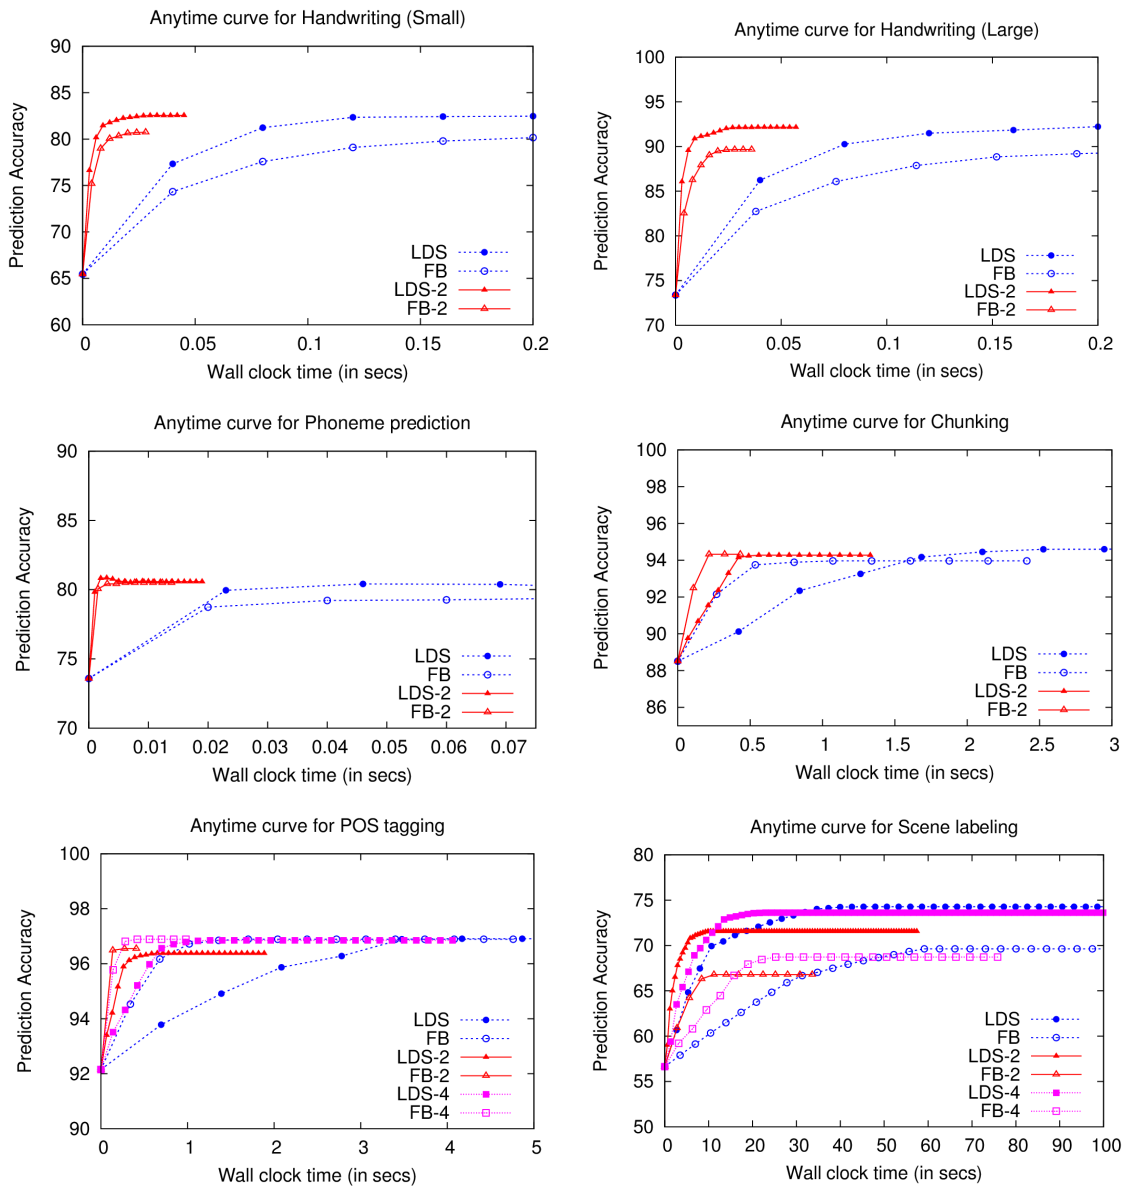 Anytime curve for Handwriting (Small)
90
85
80
75
70
65
60
Prediction Accuracy
LDS
FB
LDS-2
FB-2
0 0.05 0.1 0.15 0.2
Wall clock time (in secs)
Anytime curve for Handwriting (Large)
100
95
90
85
80
75
70
Prediction Accuracy
LDS
FB
LDS-2
FB-2
0 0.05 0.1 0.15 0.2
Wall clock time (in secs)
Anytime curve for Phoneme prediction
90
85
80
75
70
Prediction Accuracy
LDS
FB
LDS-2
FB-2
0 0.01 0.02 0.03 0.04 0.05 0.06 0.07
Wall clock time (in secs)
Anytime curve for Chunking
100
98
96
94
92
90
88
86
Prediction Accuracy
LDS
FB
LDS-2
FB-2
0 0.5 1 1.5 2 2.5 3
Wall clock time (in secs)
Anytime curve for POS tagging
100
98
96
94
92
90
Prediction Accuracy
LDS
FB
LDS-2
FB-2
LDS-4
FB-4
0 1 2 3 4 5
Wall clock time (in secs)
Anytime curve for Scene labeling
80
75
70
65
60
55
50
Prediction Accuracy
LDS
FB
LDS-2
FB-2
LDS-4
FB-4
0 10 20 30 40 50 60 70 80 90 100
Wall clock time (in secs)